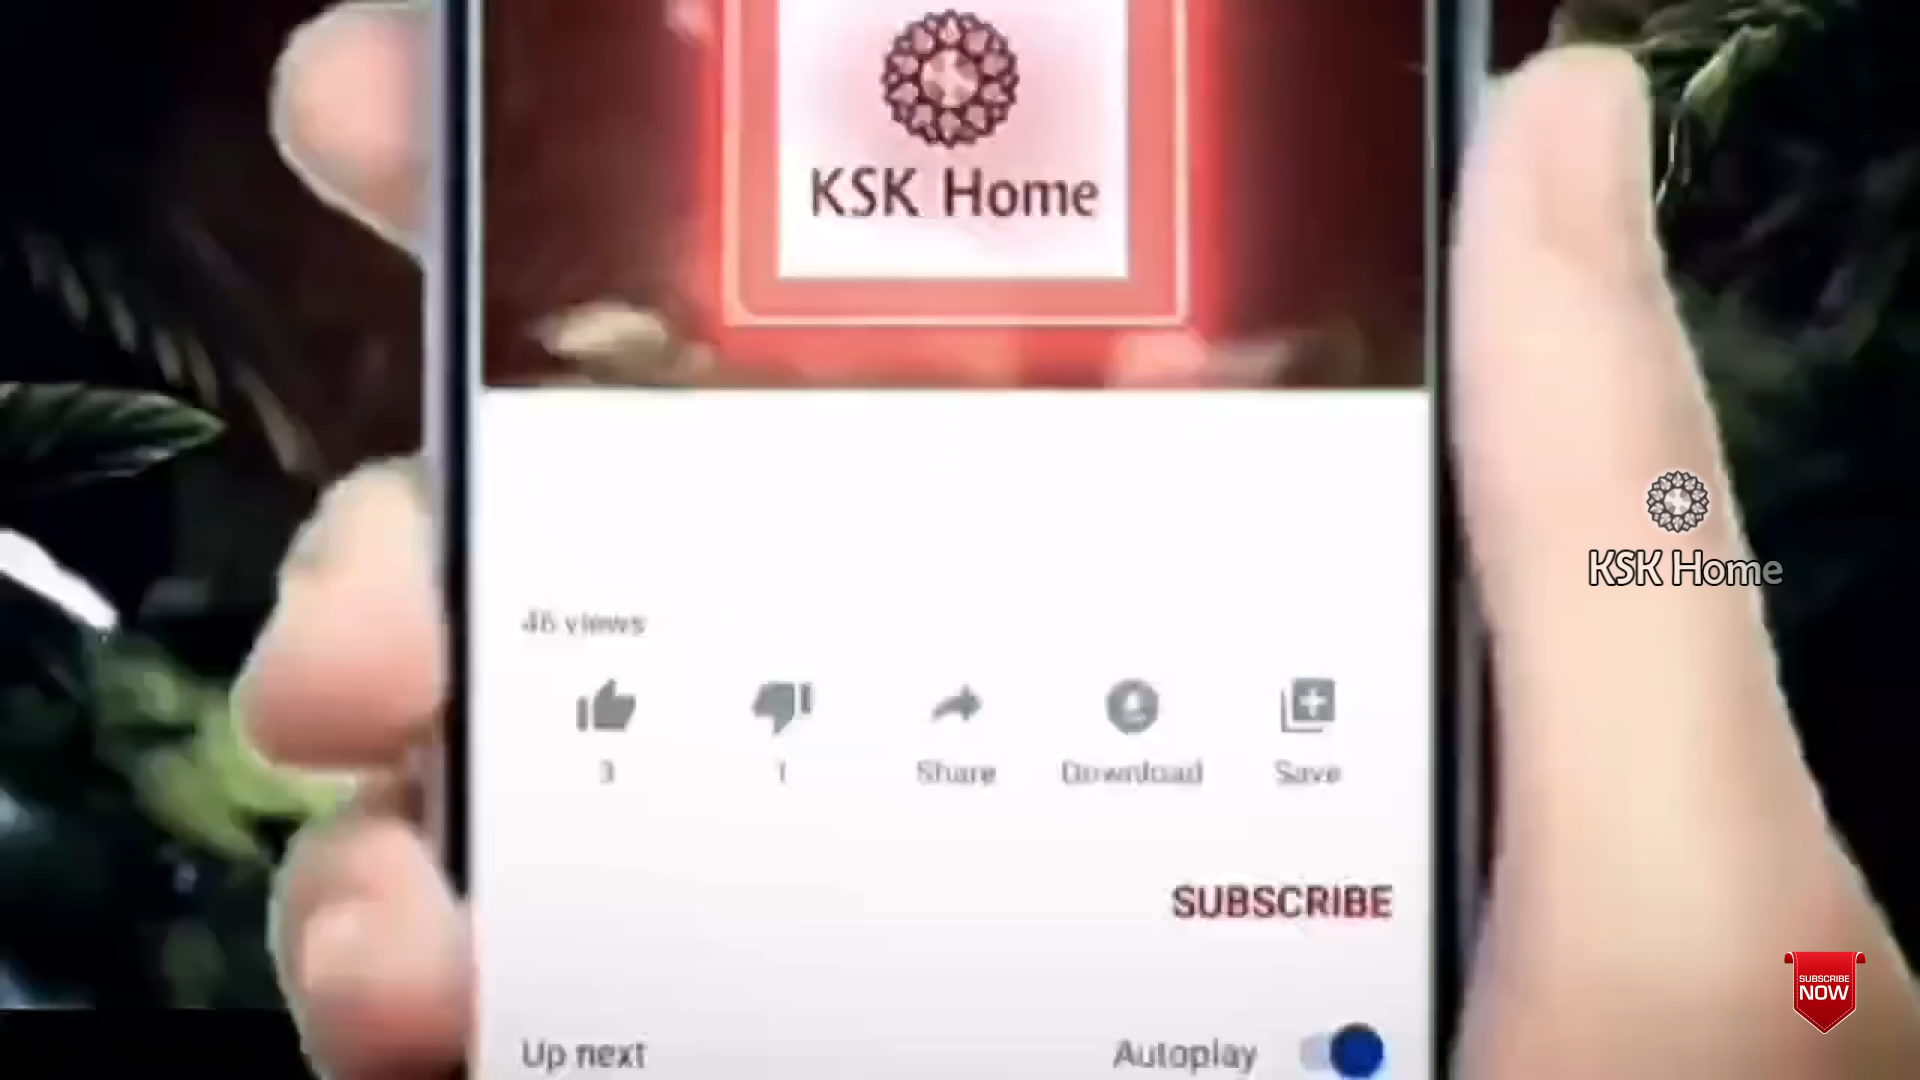 KSK Home
46 views
3
1
Share
Download
Save
KSK Home
SUBSCRIBE
SUBSCRIBE
NOW
Up next
Autoplay